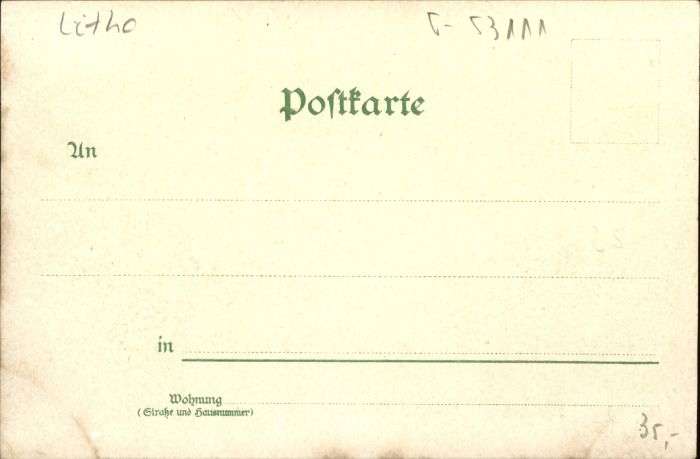 Litho
5-53111
Postkarte
An
in
Wohnung
(Straße und Hausnummer)
35,-